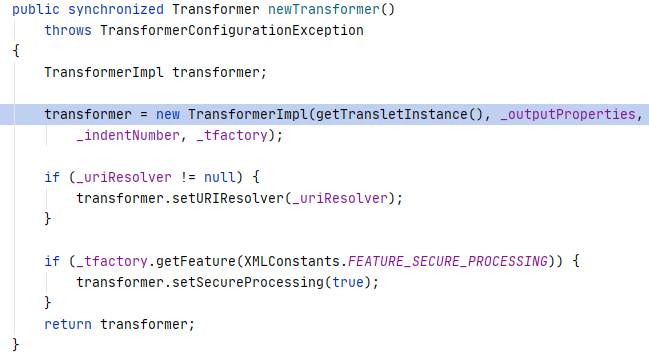 public synchronized Transformer newTransformer()
    throws TransformerConfigurationException
{
    TransformerImpl transformer;

    transformer = new TransformerImpl(getTransletInstance(), _outputProperties,
        _indentNumber, _tfactory);

    if (_uriResolver != null) {
        transformer.setURIResolver(_uriResolver);
    }

    if (_tfactory.getFeature(XMLConstants.FEATURE_SECURE_PROCESSING)) {
        transformer.setSecureProcessing(true);
    }
    return transformer;
}